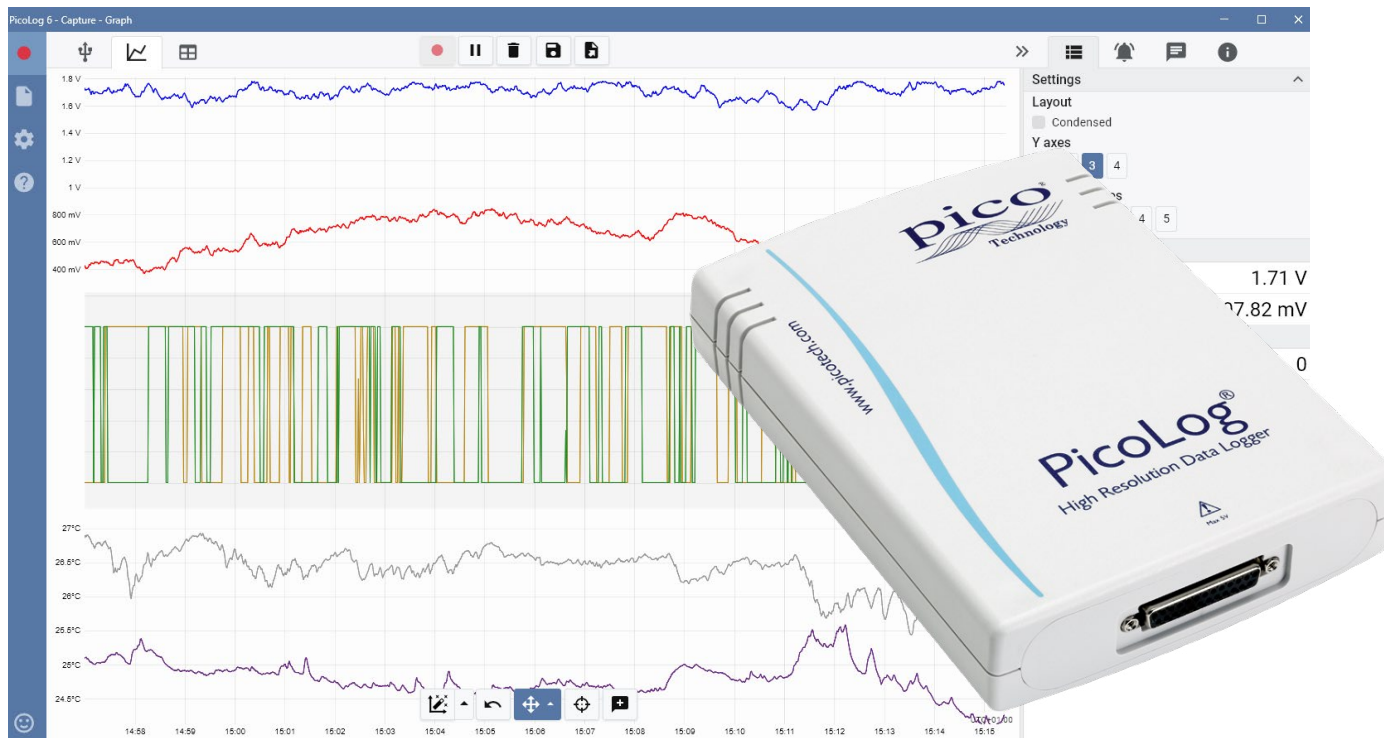 PicoLog 6 - Capture - Graph
Settings
Layout
Condensed
Y axes
3 4
4 5
1.8 V
1.6 V
1.4 V
1.2 V
1 V
800 mV
600 mV
400 mV
1.71 V
07.82 mV
0
27°C
26.5°C
26°C
25.5°C
25°C
24.5°C
14:58 14:59 15:00 15:01 15:02 15:03 15:04 15:05 15:06 15:07 15:08 15:09 15:10 15:11 15:12 15:13 15:14 15:15
pico
Technology
www.picotech.com
PicoLog®
High Resolution Data Logger
Max 5V